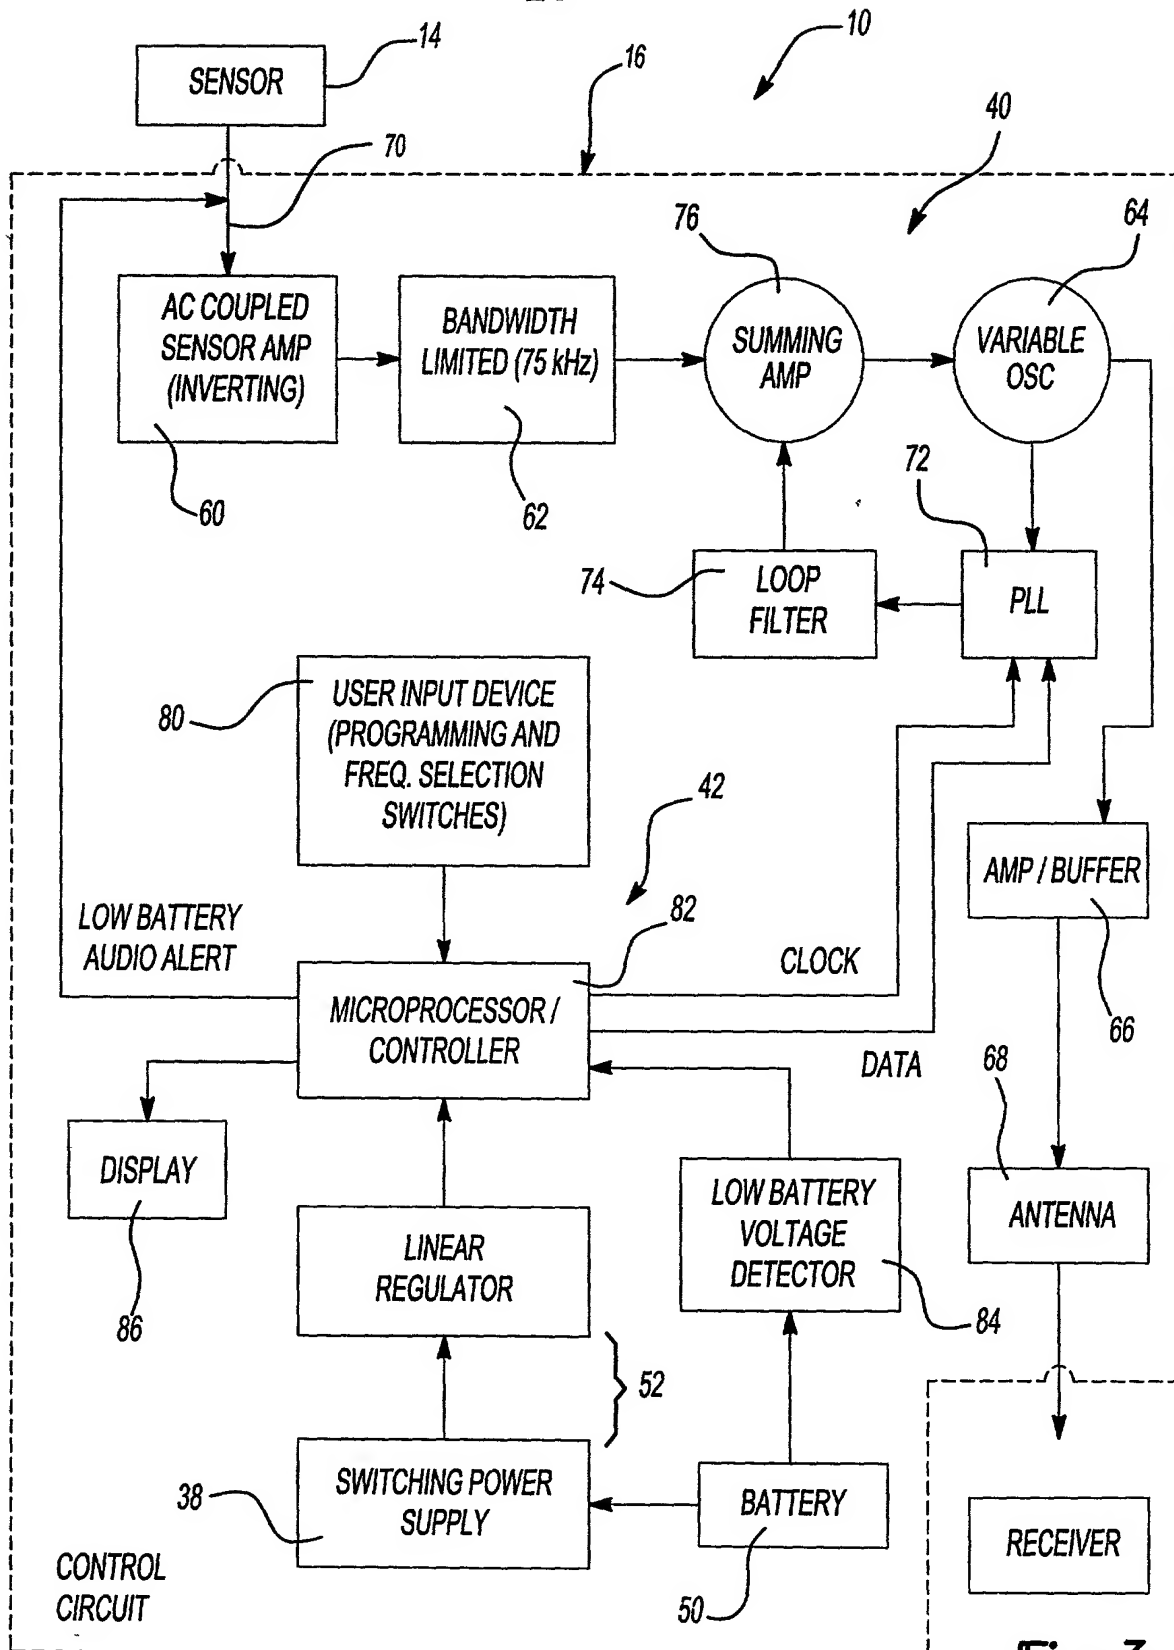 14
10
SENSOR
16
40
70
76
64
AC COUPLED
SENSOR AMP
(INVERTING)
BANDWIDTH
LIMITED (75 kHz)
SUMMING
AMP
VARIABLE
OSC
60
62
72
74
LOOP
FILTER
PLL
80
USER INPUT DEVICE
(PROGRAMMING AND
FREQ. SELECTION
SWITCHES)
42
AMP / BUFFER
82
LOW BATTERY
AUDIO ALERT
CLOCK
MICROPROCESSOR /
CONTROLLER
66
DATA
68
DISPLAY
LOW BATTERY
VOLTAGE
DETECTOR
ANTENNA
LINEAR
REGULATOR
86
84
52
38
SWITCHING POWER
SUPPLY
BATTERY
RECEIVER
CONTROL
CIRCUIT
50